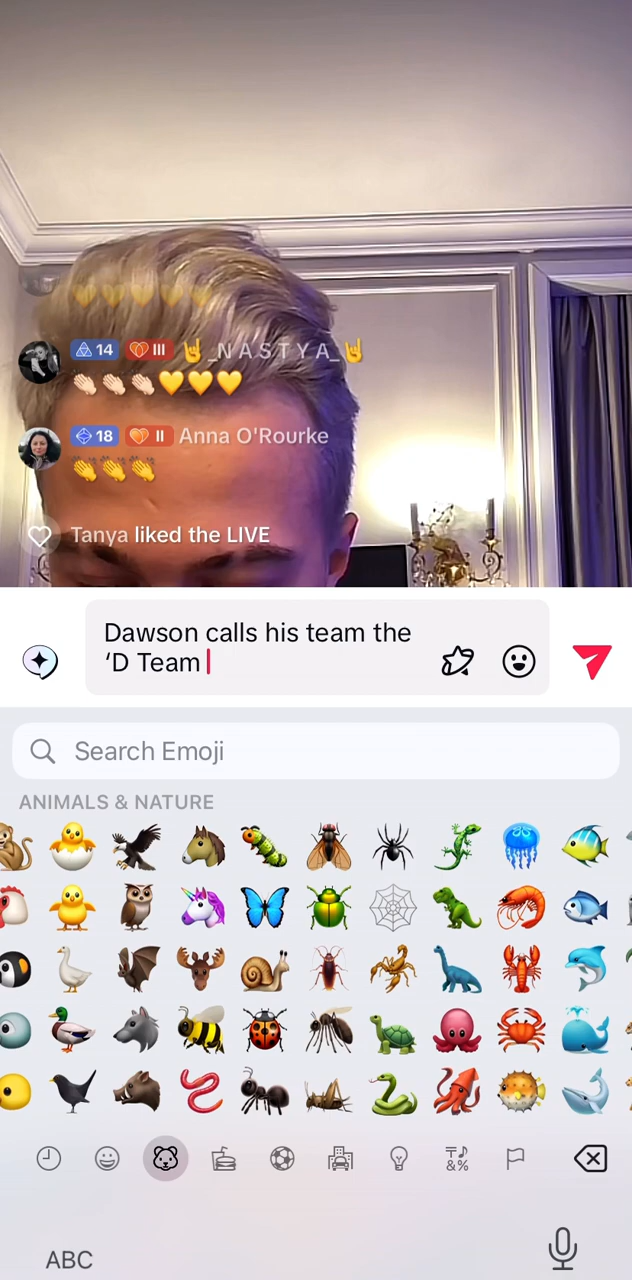 14 III _N A S T Y A_
18 II Anna O'Rourke
Tanya liked the LIVE
Dawson calls his team the
‘D Team
Search Emoji
ANIMALS & NATURE
&%
ABC